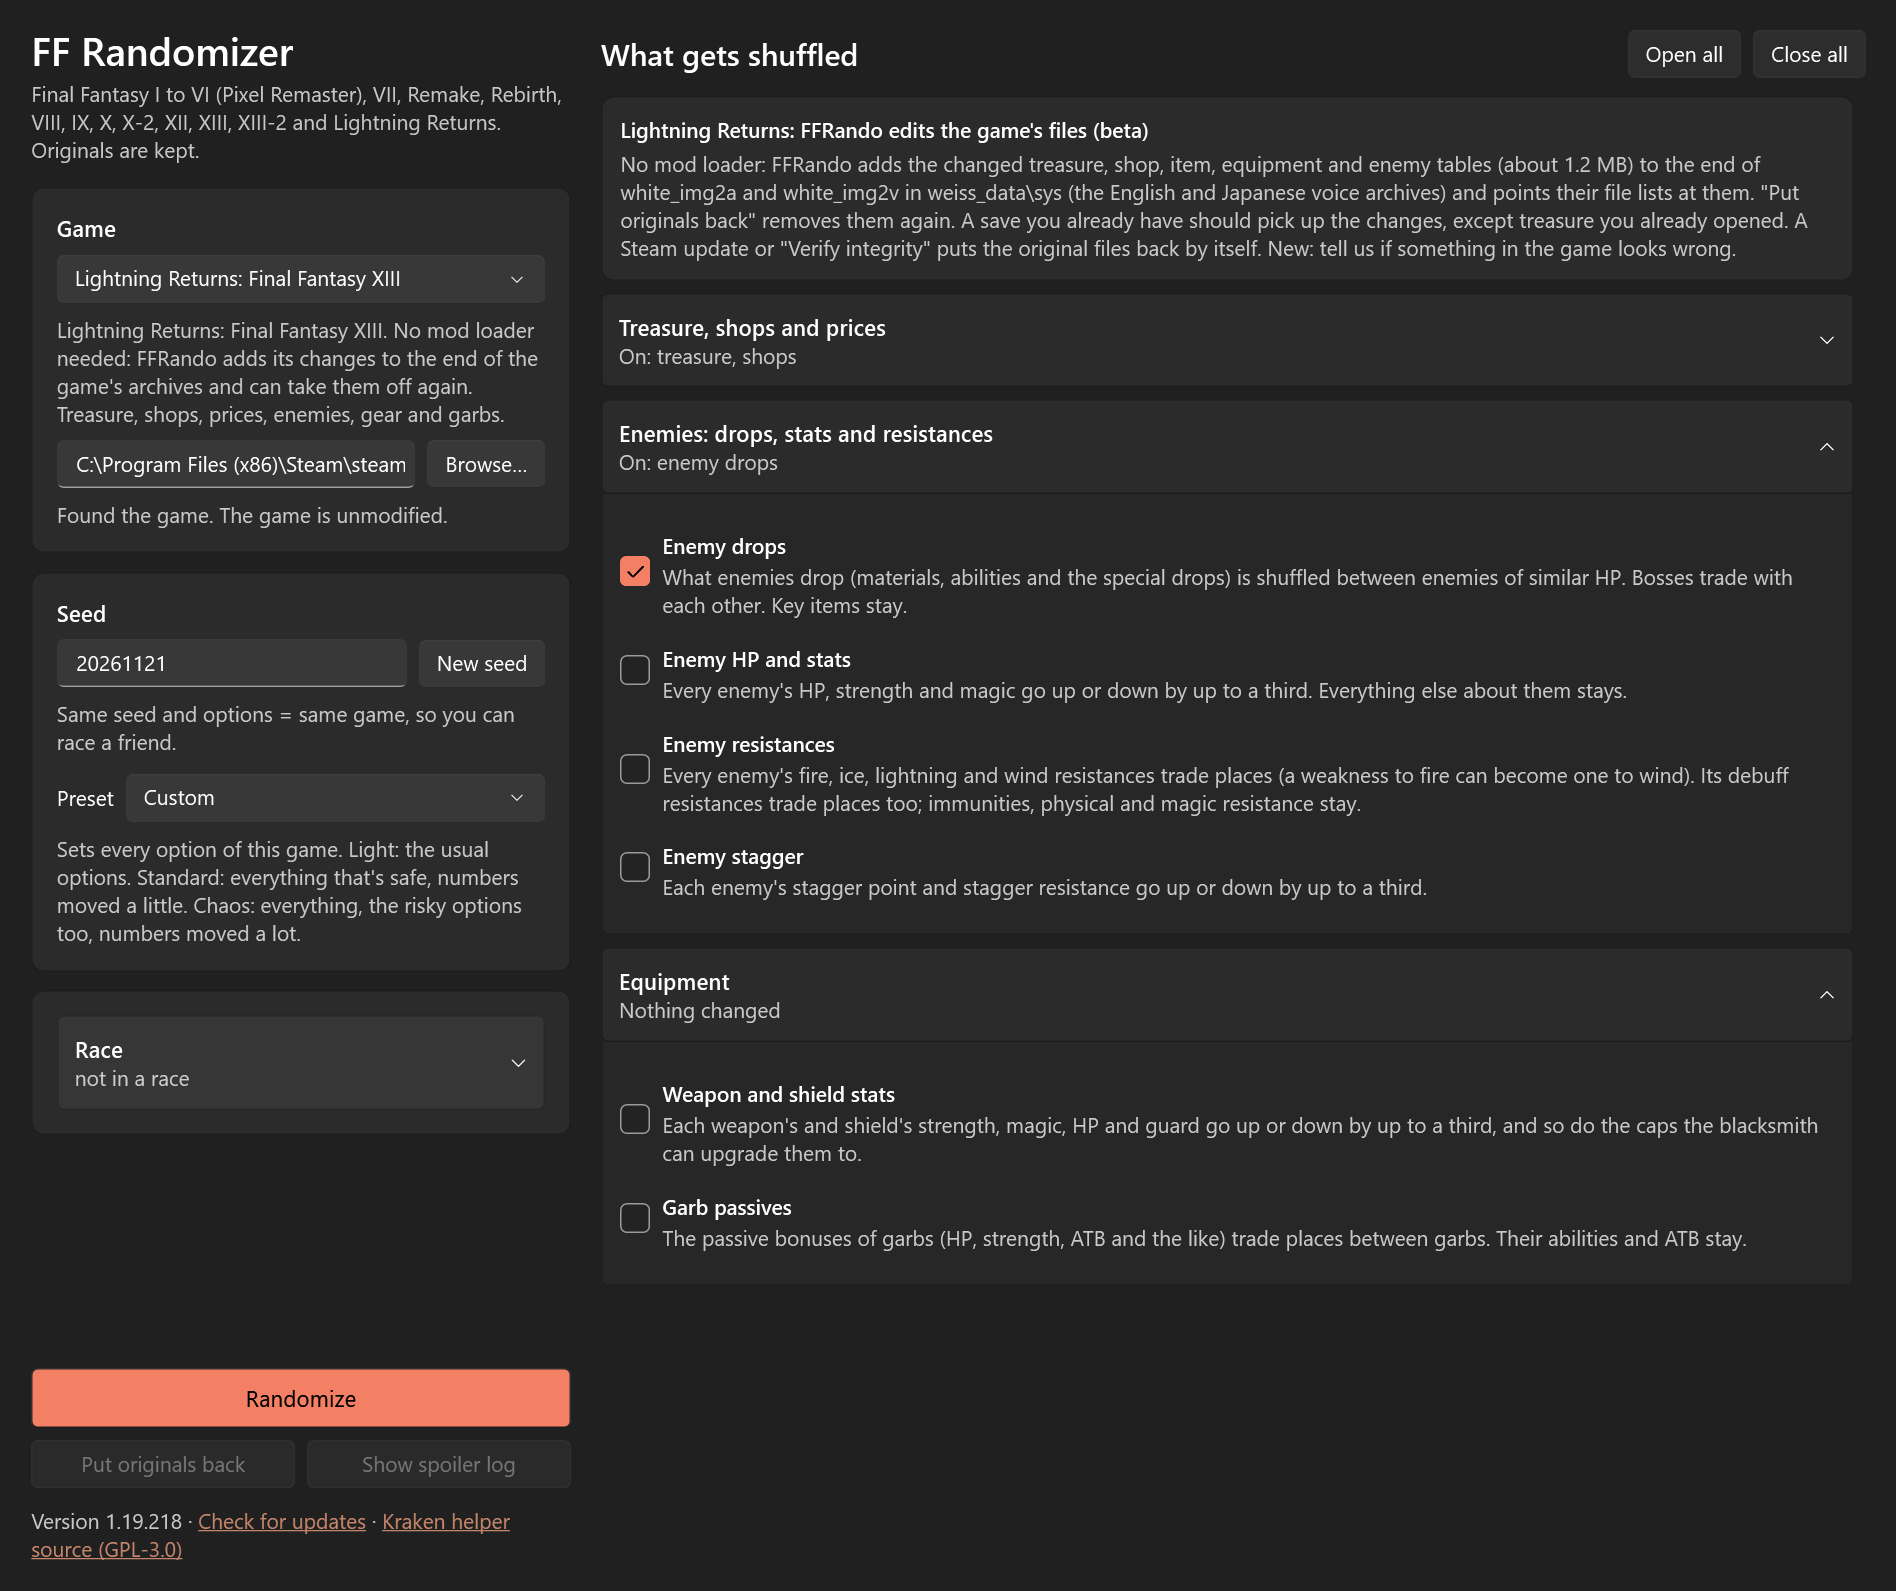 FF Randomizer
Final Fantasy I to VI (Pixel Remaster), VII, Remake, Rebirth,
VIII, IX, X, X-2, XII, XIII, XIII-2 and Lightning Returns.
Originals are kept.
Game
Lightning Returns: Final Fantasy XIII
Lightning Returns: Final Fantasy XIII. No mod loader
needed: FFRando adds its changes to the end of the
game's archives and can take them off again.
Treasure, shops, prices, enemies, gear and garbs.
C:\Program Files (x86)\Steam\steam
Browse...
Found the game. The game is unmodified.
Seed
20261121
New seed
Same seed and options = same game, so you can
race a friend.
Preset
Custom
Sets every option of this game. Light: the usual
options. Standard: everything that's safe, numbers
moved a little. Chaos: everything, the risky options
too, numbers moved a lot.
Race
not in a race
Randomize
Put originals back
Show spoiler log
Version 1.19.218 · Check for updates · Kraken helper
source (GPL-3.0)
What gets shuffled
Open all
Close all
Lightning Returns: FFRando edits the game's files (beta)
No mod loader: FFRando adds the changed treasure, shop, item, equipment and enemy tables (about 1.2 MB) to the end of
white_img2a and white_img2v in weiss_data\sys (the English and Japanese voice archives) and points their file lists at them. "Put
originals back" removes them again. A save you already have should pick up the changes, except treasure you already opened. A
Steam update or "Verify integrity" puts the original files back by itself. New: tell us if something in the game looks wrong.
Treasure, shops and prices
On: treasure, shops
Enemies: drops, stats and resistances
On: enemy drops
Enemy drops
What enemies drop (materials, abilities and the special drops) is shuffled between enemies of similar HP. Bosses trade with
each other. Key items stay.
Enemy HP and stats
Every enemy's HP, strength and magic go up or down by up to a third. Everything else about them stays.
Enemy resistances
Every enemy's fire, ice, lightning and wind resistances trade places (a weakness to fire can become one to wind). Its debuff
resistances trade places too; immunities, physical and magic resistance stay.
Enemy stagger
Each enemy's stagger point and stagger resistance go up or down by up to a third.
Equipment
Nothing changed
Weapon and shield stats
Each weapon's and shield's strength, magic, HP and guard go up or down by up to a third, and so do the caps the blacksmith
can upgrade them to.
Garb passives
The passive bonuses of garbs (HP, strength, ATB and the like) trade places between garbs. Their abilities and ATB stay.